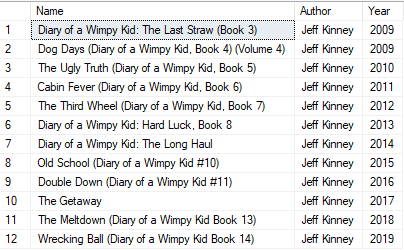 Name Author Year
1 Diary of a Wimpy Kid: The Last Straw (Book 3) Jeff Kinney 2009
2 Dog Days (Diary of a Wimpy Kid, Book 4) (Volume 4) Jeff Kinney 2009
3 The Ugly Truth (Diary of a Wimpy Kid, Book 5) Jeff Kinney 2010
4 Cabin Fever (Diary of a Wimpy Kid, Book 6) Jeff Kinney 2011
5 The Third Wheel (Diary of a Wimpy Kid, Book 7) Jeff Kinney 2012
6 Diary of a Wimpy Kid: Hard Luck, Book 8 Jeff Kinney 2013
7 Diary of a Wimpy Kid: The Long Haul Jeff Kinney 2014
8 Old School (Diary of a Wimpy Kid #10) Jeff Kinney 2015
9 Double Down (Diary of a Wimpy Kid #11) Jeff Kinney 2016
10 The Getaway Jeff Kinney 2017
11 The Meltdown (Diary of a Wimpy Kid Book 13) Jeff Kinney 2018
12 Wrecking Ball (Diary of a Wimpy Kid Book 14) Jeff Kinney 2019